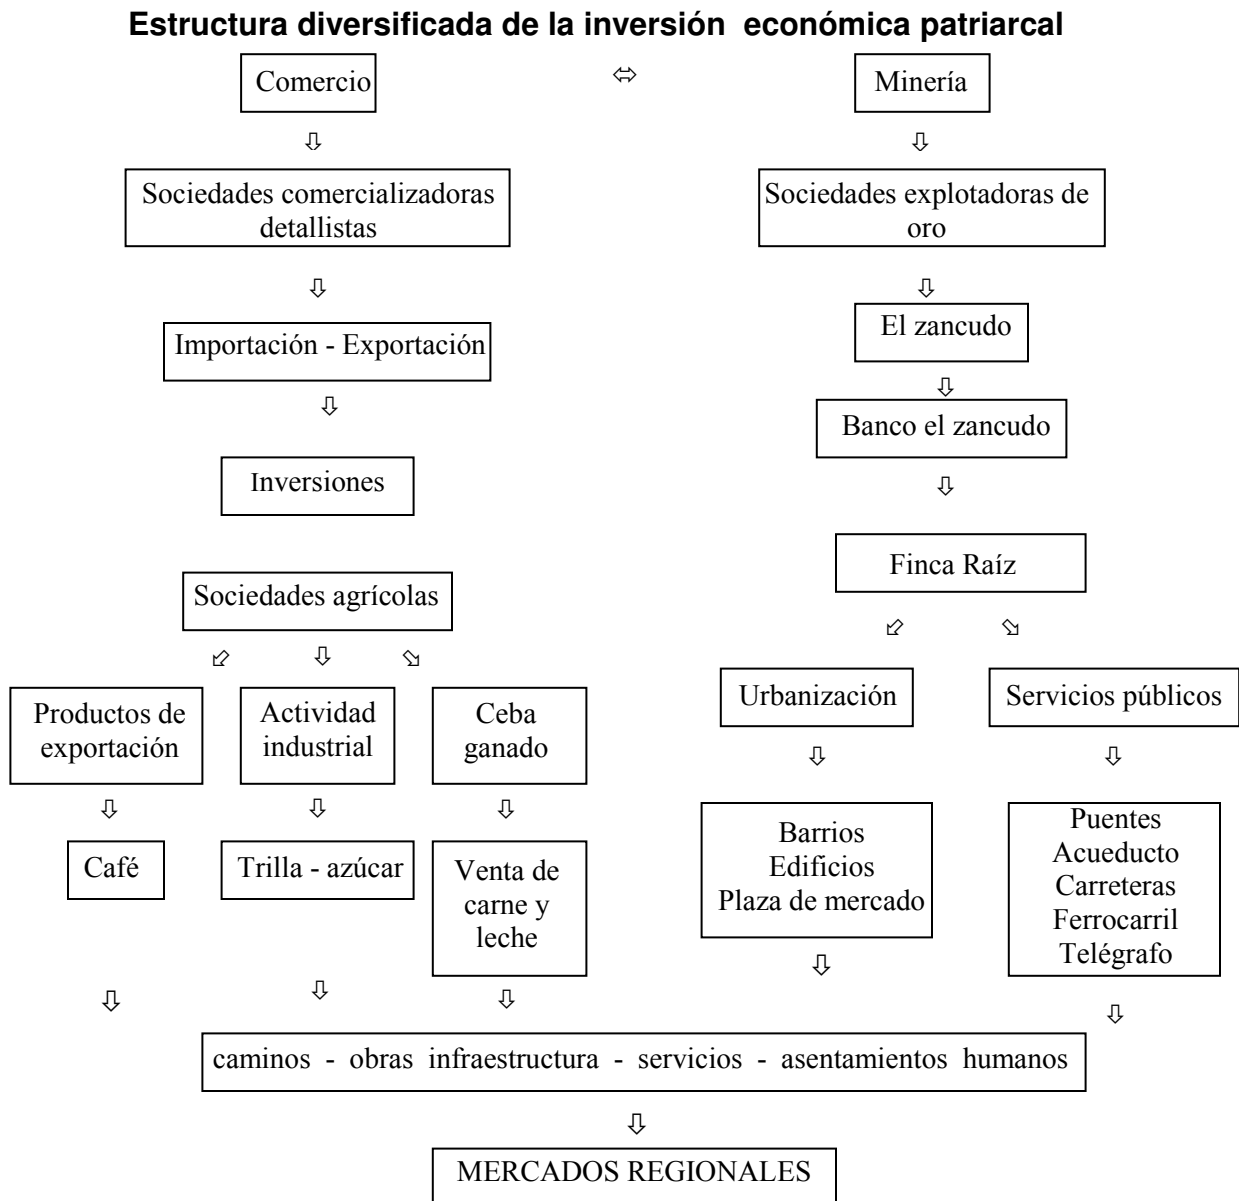 Estructura diversificada de la inversión económica patriarcal
Comercio
⇔
Minería
⇩
⇩
Sociedades comercializadoras
detallistas
Sociedades explotadoras de
oro
⇩
⇩
Importación - Exportación
El zancudo
⇩
⇩
Banco el zancudo
Inversiones
⇩
Sociedades agrícolas
Finca Raíz
Productos de
exportación
Actividad
industrial
Ceba
ganado
Urbanización
Servicios públicos
Café
Trilla - azúcar
Venta de
carne y
leche
Barrios
Edificios
Plaza de mercado
Puentes
Acueducto
Carreteras
Ferrocarril
Telégrafo
caminos - obras infraestructura - servicios - asentamientos humanos
MERCADOS REGIONALES